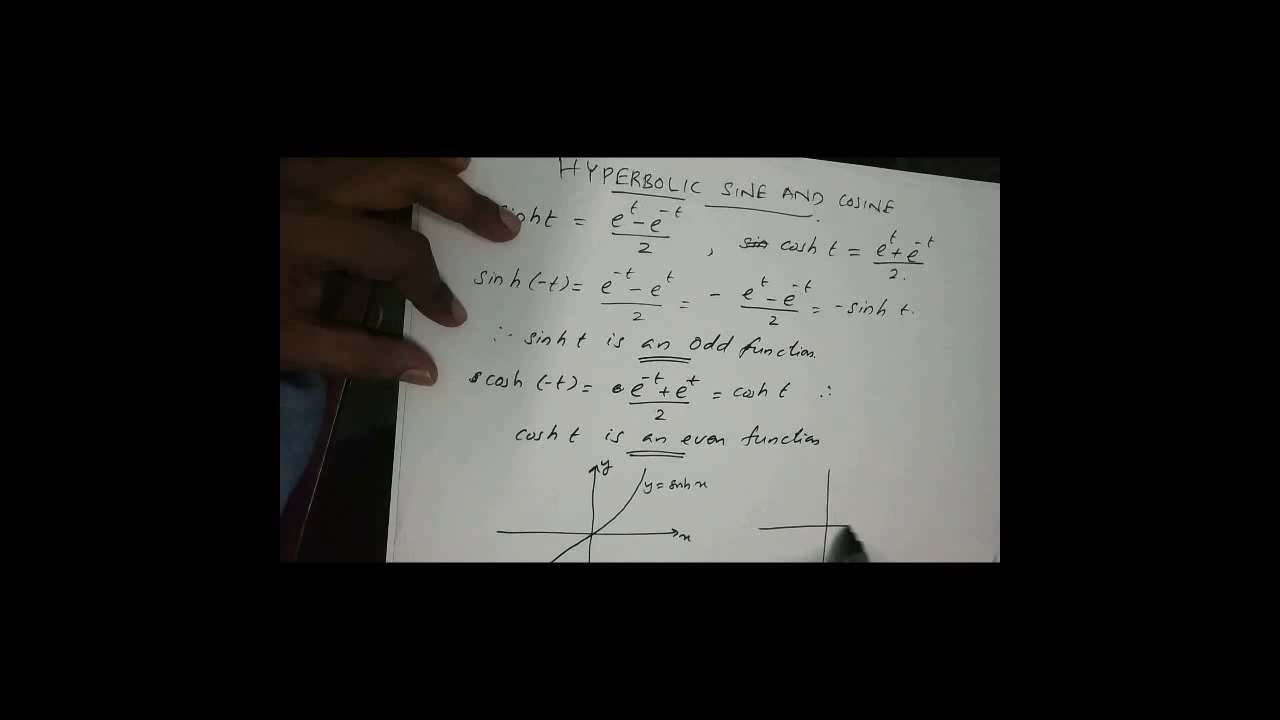 HYPERBOLIC SINE AND COSINE
sinht = (e^t - e^-t)/2 , cosh t = (e^t + e^-t)/2.
sinh(-t) = (e^-t - e^t)/2 = - (e^t - e^-t)/2 = - sinh t.
∴ sinh t is an odd function.
cosh (-t) = (e^-t + e^t)/2 = cosh t ∴
cosh t is an even function
y
y = sinh x
x